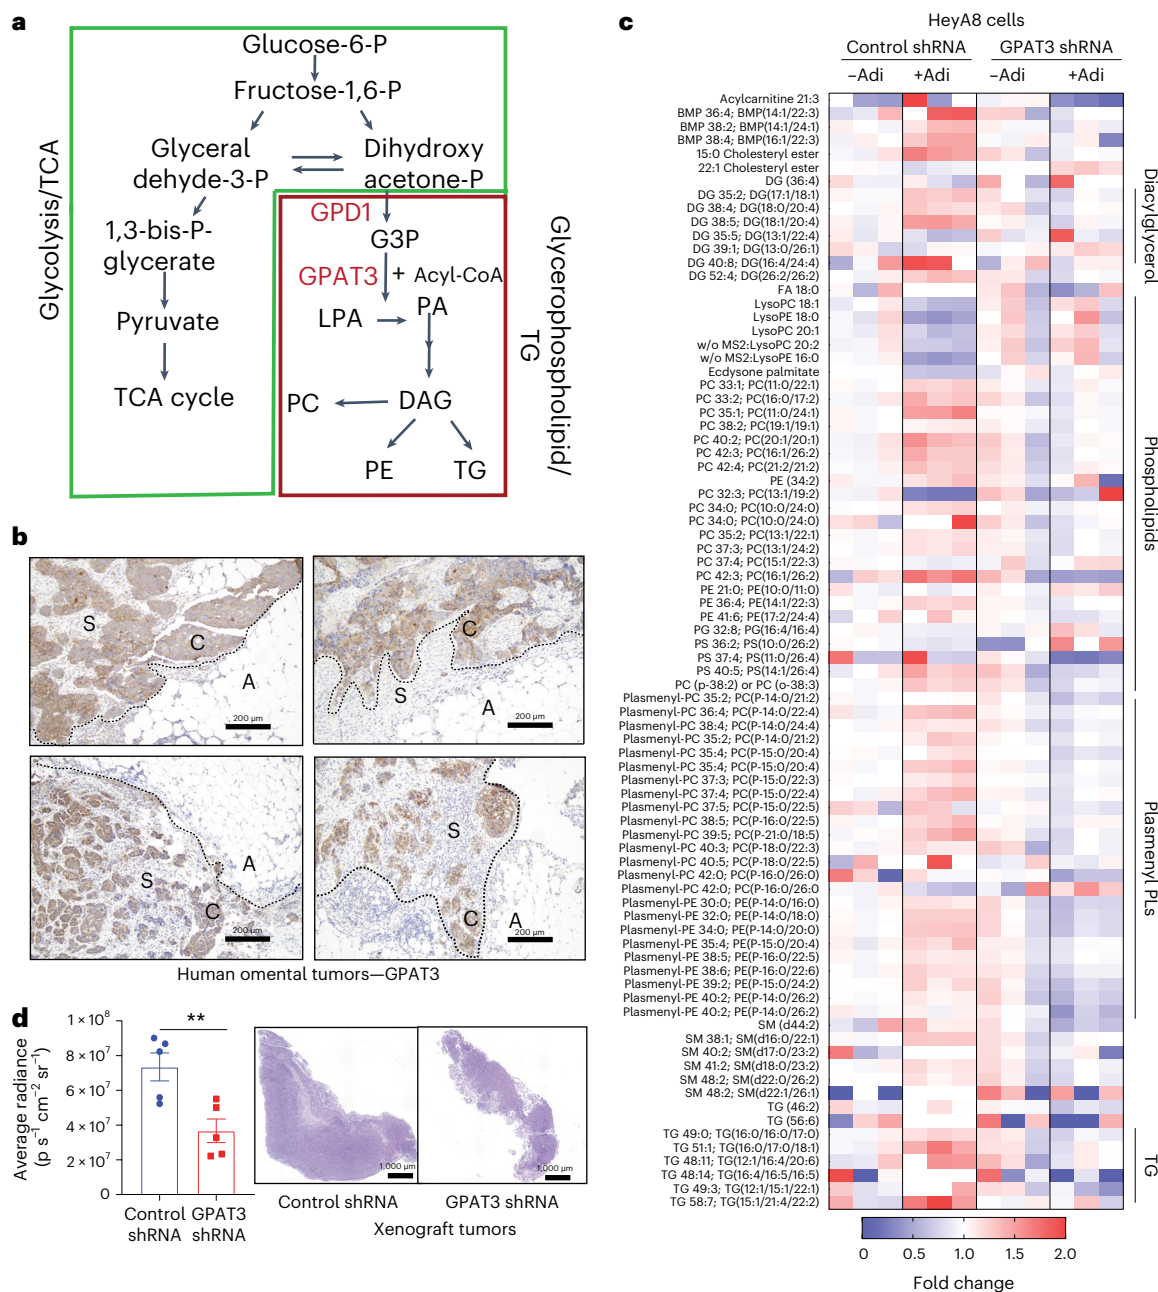 a
Glucose-6-P
Fructose-1,6-P
Glyceral
dehyde-3-P
Dihydroxy
acetone-P
1,3-bis-P-
glycerate
Pyruvate
TCA cycle
Glycolysis/TCA
GPD1
G3P
GPAT3
+ Acyl-CoA
LPA
PA
PC
DAG
PE
TG
Glycerophospholipid/
TG
b
S
C
A
200 µm
C
S
A
200 µm
A
S
C
200 µm
S
C
A
200 µm
Human omental tumors—GPAT3
c
HeyA8 cells
Control shRNA
GPAT3 shRNA
–Adi
+Adi
–Adi
+Adi
Acylcarnitine 21:3
BMP 36:4; BMP(14:1/22:3)
BMP 38:2; BMP(14:1/24:1)
BMP 38:4; BMP(16:1/22:3)
15:0 Cholesteryl ester
22:1 Cholesteryl ester
DG (36:4)
DG 35:2; DG(17:1/18:1)
DG 38:4; DG(18:0/20:4)
DG 38:5; DG(18:1/20:4)
DG 35:5; DG(13:1/22:4)
DG 39:1; DG(13:0/26:1)
DG 40:8; DG(16:4/24:4)
DG 52:4; DG(26:2/26:2)
FA 18:0
LysoPC 18:1
LysoPE 18:0
LysoPC 20:1
w/o MS2:LysoPC 20:2
w/o MS2:LysoPE 16:0
Ecdysone palmitate
PC 33:1; PC(11:0/22:1)
PC 33:2; PC(16:0/17:2)
PC 35:1; PC(11:0/24:1)
PC 38:2; PC(19:1/19:1)
PC 40:2; PC(20:1/20:1)
PC 42:3; PC(16:1/26:2)
PC 42:4; PC(21:2/21:2)
PE (34:2)
PC 32:3; PC(13:1/19:2)
PC 34:0; PC(10:0/24:0)
PC 34:0; PC(10:0/24:0)
PC 35:2; PC(13:1/22:1)
PC 37:3; PC(13:1/24:2)
PC 37:4; PC(15:1/22:3)
PC 42:3; PC(16:1/26:2)
PE 21:0; PE(10:0/11:0)
PE 36:4; PE(14:1/22:3)
PE 41:6; PE(17:2/24:4)
PG 32:8; PG(16:4/16:4)
PS 36:2; PS(10:0/26:2)
PS 37:4; PS(11:0/26:4)
PS 40:5; PS(14:1/26:4)
PC (p-38:2) or PC (o-38:3)
Plasmenyl-PC 35:2; PC(P-14:0/21:2)
Plasmenyl-PC 36:4; PC(P-14:0/22:4)
Plasmenyl-PC 38:4; PC(P-14:0/24:4)
Plasmenyl-PC 35:2; PC(P-14:0/21:2)
Plasmenyl-PC 35:4; PC(P-15:0/20:4)
Plasmenyl-PC 35:4; PC(P-15:0/20:4)
Plasmenyl-PC 37:3; PC(P-15:0/22:3)
Plasmenyl-PC 37:4; PC(P-15:0/22:4)
Plasmenyl-PC 37:5; PC(P-15:0/22:5)
Plasmenyl-PC 38:5; PC(P-16:0/22:5)
Plasmenyl-PC 39:5; PC(P-21:0/18:5)
Plasmenyl-PC 40:3; PC(P-18:0/22:3)
Plasmenyl-PC 40:5; PC(P-18:0/22:5)
Plasmenyl-PC 42:0; PC(P-16:0/26:0)
Plasmenyl-PC 42:0; PC(P-16:0/26:0
Plasmenyl-PE 30:0; PE(P-14:0/16:0)
Plasmenyl-PE 32:0; PE(P-14:0/18:0)
Plasmenyl-PE 34:0; PE(P-14:0/20:0)
Plasmenyl-PE 35:4; PE(P-15:0/20:4)
Plasmenyl-PE 38:5; PE(P-16:0/22:5)
Plasmenyl-PE 38:6; PE(P-16:0/22:6)
Plasmenyl-PE 39:2; PE(P-15:0/24:2)
Plasmenyl-PE 40:2; PE(P-14:0/26:2)
Plasmenyl-PE 40:2; PE(P-14:0/26:2)
SM (d44:2)
SM 38:1; SM(d16:0/22:1)
SM 40:2; SM(d17:0/23:2)
SM 41:2; SM(d18:0/23:2)
SM 48:2; SM(d22:0/26:2)
SM 48:2; SM(d22:1/26:1)
TG (46:2)
TG (56:6)
TG 49:0; TG(16:0/16:0/17:0)
TG 51:1; TG(16:0/17:0/18:1)
TG 48:11; TG(12:1/16:4/20:6)
TG 48:14; TG(16:4/16:5/16:5)
TG 49:3; TG(12:1/15:1/22:1)
TG 58:7; TG(15:1/21:4/22:2)
Diacylglycerol
Phospholipids
Plasmenyl PLs
TG
0
0.5
1.0
1.5
2.0
Fold change
d
Average radiance
(p s⁻¹ cm⁻² sr⁻¹)
1 × 10⁸
8 × 10⁷
6 × 10⁷
4 × 10⁷
2 × 10⁷
0
**
Control
shRNA
GPAT3
shRNA
1,000 µm
1,000 µm
Control shRNA
GPAT3 shRNA
Xenograft tumors